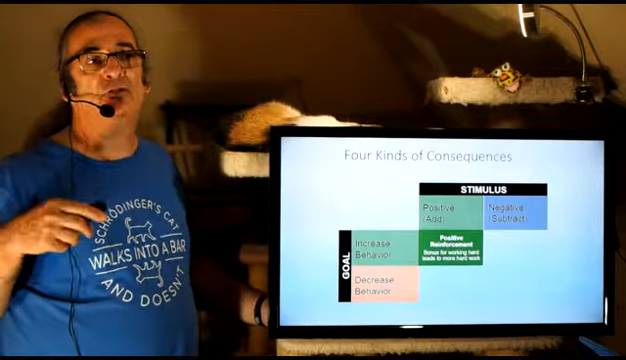 SCHRÖDINGER'S CAT
WALKS INTO A BAR
AND DOESN'T
Four Kinds of Consequences
STIMULUS
Positive
(Add)
Negative
(Subtract)
GOAL
Increase
Behavior
Positive
Reinforcement
Bonus for working hard
leads to more hard work
Decrease
Behavior